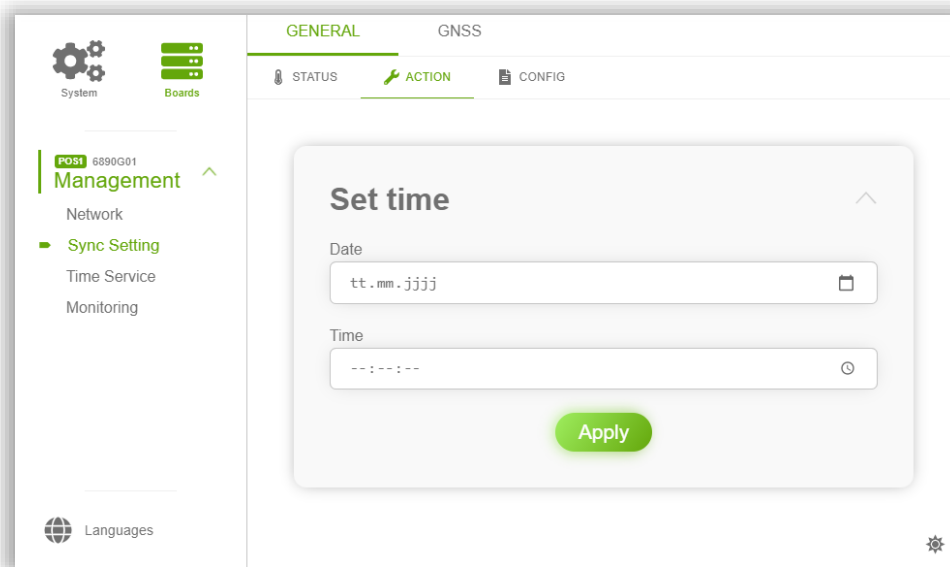 GENERAL GNSS
STATUS ACTION CONFIG
System Boards
POS1 6890G01
Management
Network
Sync Setting
Time Service
Monitoring
Languages
Set time
Date
tt.mm.jjjj
Time
--:--:--
Apply